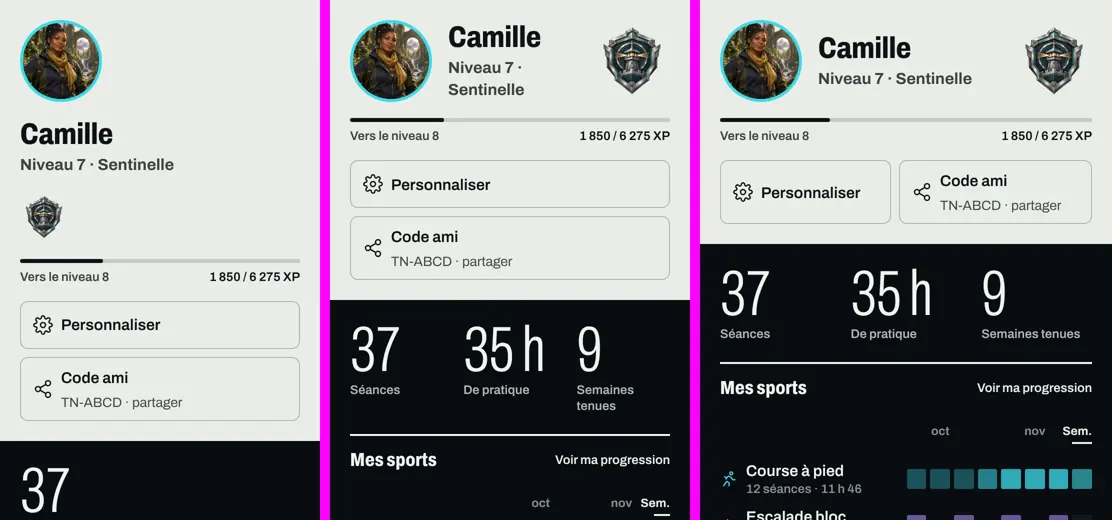 Camille
Niveau 7 · Sentinelle
Vers le niveau 8
1 850 / 6 275 XP
Personnaliser
Code ami
TN-ABCD · partager
37
Camille
Niveau 7 ·
Sentinelle
Vers le niveau 8
1 850 / 6 275 XP
Personnaliser
Code ami
TN-ABCD · partager
37
35 h
9
Séances
De pratique
Semaines
tenues
Mes sports
Voir ma progression
oct
nov
Sem.
Camille
Niveau 7 · Sentinelle
Vers le niveau 8
1 850 / 6 275 XP
Personnaliser
Code ami
TN-ABCD · partager
37
35 h
9
Séances
De pratique
Semaines tenues
Mes sports
Voir ma progression
oct
nov
Sem.
Course à pied
12 séances · 11 h 46
Escalade bloc